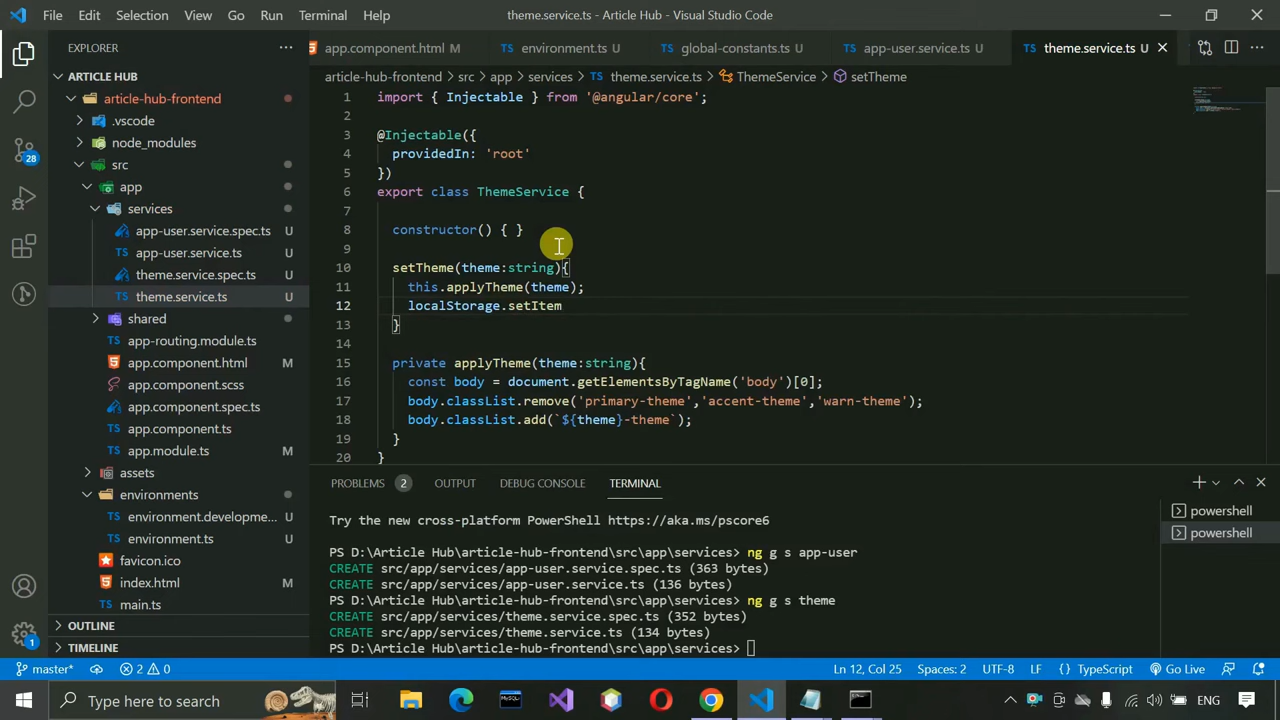 File Edit Selection View Go Run Terminal Help
theme.service.ts - Article Hub - Visual Studio Code
EXPLORER
app.component.html M
environment.ts U
global-constants.ts U
app-user.service.ts U
theme.service.ts U
ARTICLE HUB
article-hub-frontend
.vscode
node_modules
src
app
services
app-user.service.spec.ts U
app-user.service.ts U
theme.service.spec.ts U
theme.service.ts U
shared
app-routing.module.ts
app.component.html M
app.component.scss
app.component.spec.ts
app.component.ts
app.module.ts M
assets
environments
environment.developme... U
environment.ts U
favicon.ico
index.html M
main.ts
OUTLINE
TIMELINE
28
1
article-hub-frontend > src > app > services > TS theme.service.ts > ThemeService > setTheme
1 import { Injectable } from '@angular/core';
2
3 @Injectable({
4 providedIn: 'root'
5 })
6 export class ThemeService {
7
8 constructor() { }
9
10 setTheme(theme:string){
11 this.applyTheme(theme);
12 localStorage.setItem
13 }
14
15 private applyTheme(theme:string){
16 const body = document.getElementsByTagName('body')[0];
17 body.classList.remove('primary-theme','accent-theme','warn-theme');
18 body.classList.add(`${theme}-theme`);
19 }
20 }
PROBLEMS 2 OUTPUT DEBUG CONSOLE TERMINAL
Try the new cross-platform PowerShell https://aka.ms/pscore6
PS D:\Article Hub\article-hub-frontend\src\app\services> ng g s app-user
CREATE src/app/services/app-user.service.spec.ts (363 bytes)
CREATE src/app/services/app-user.service.ts (136 bytes)
PS D:\Article Hub\article-hub-frontend\src\app\services> ng g s theme
CREATE src/app/services/theme.service.spec.ts (352 bytes)
CREATE src/app/services/theme.service.ts (134 bytes)
PS D:\Article Hub\article-hub-frontend\src\app\services>
powershell
powershell
master* 2 0 Ln 12, Col 25 Spaces: 2 UTF-8 LF { } TypeScript Go Live
Type here to search
ENG